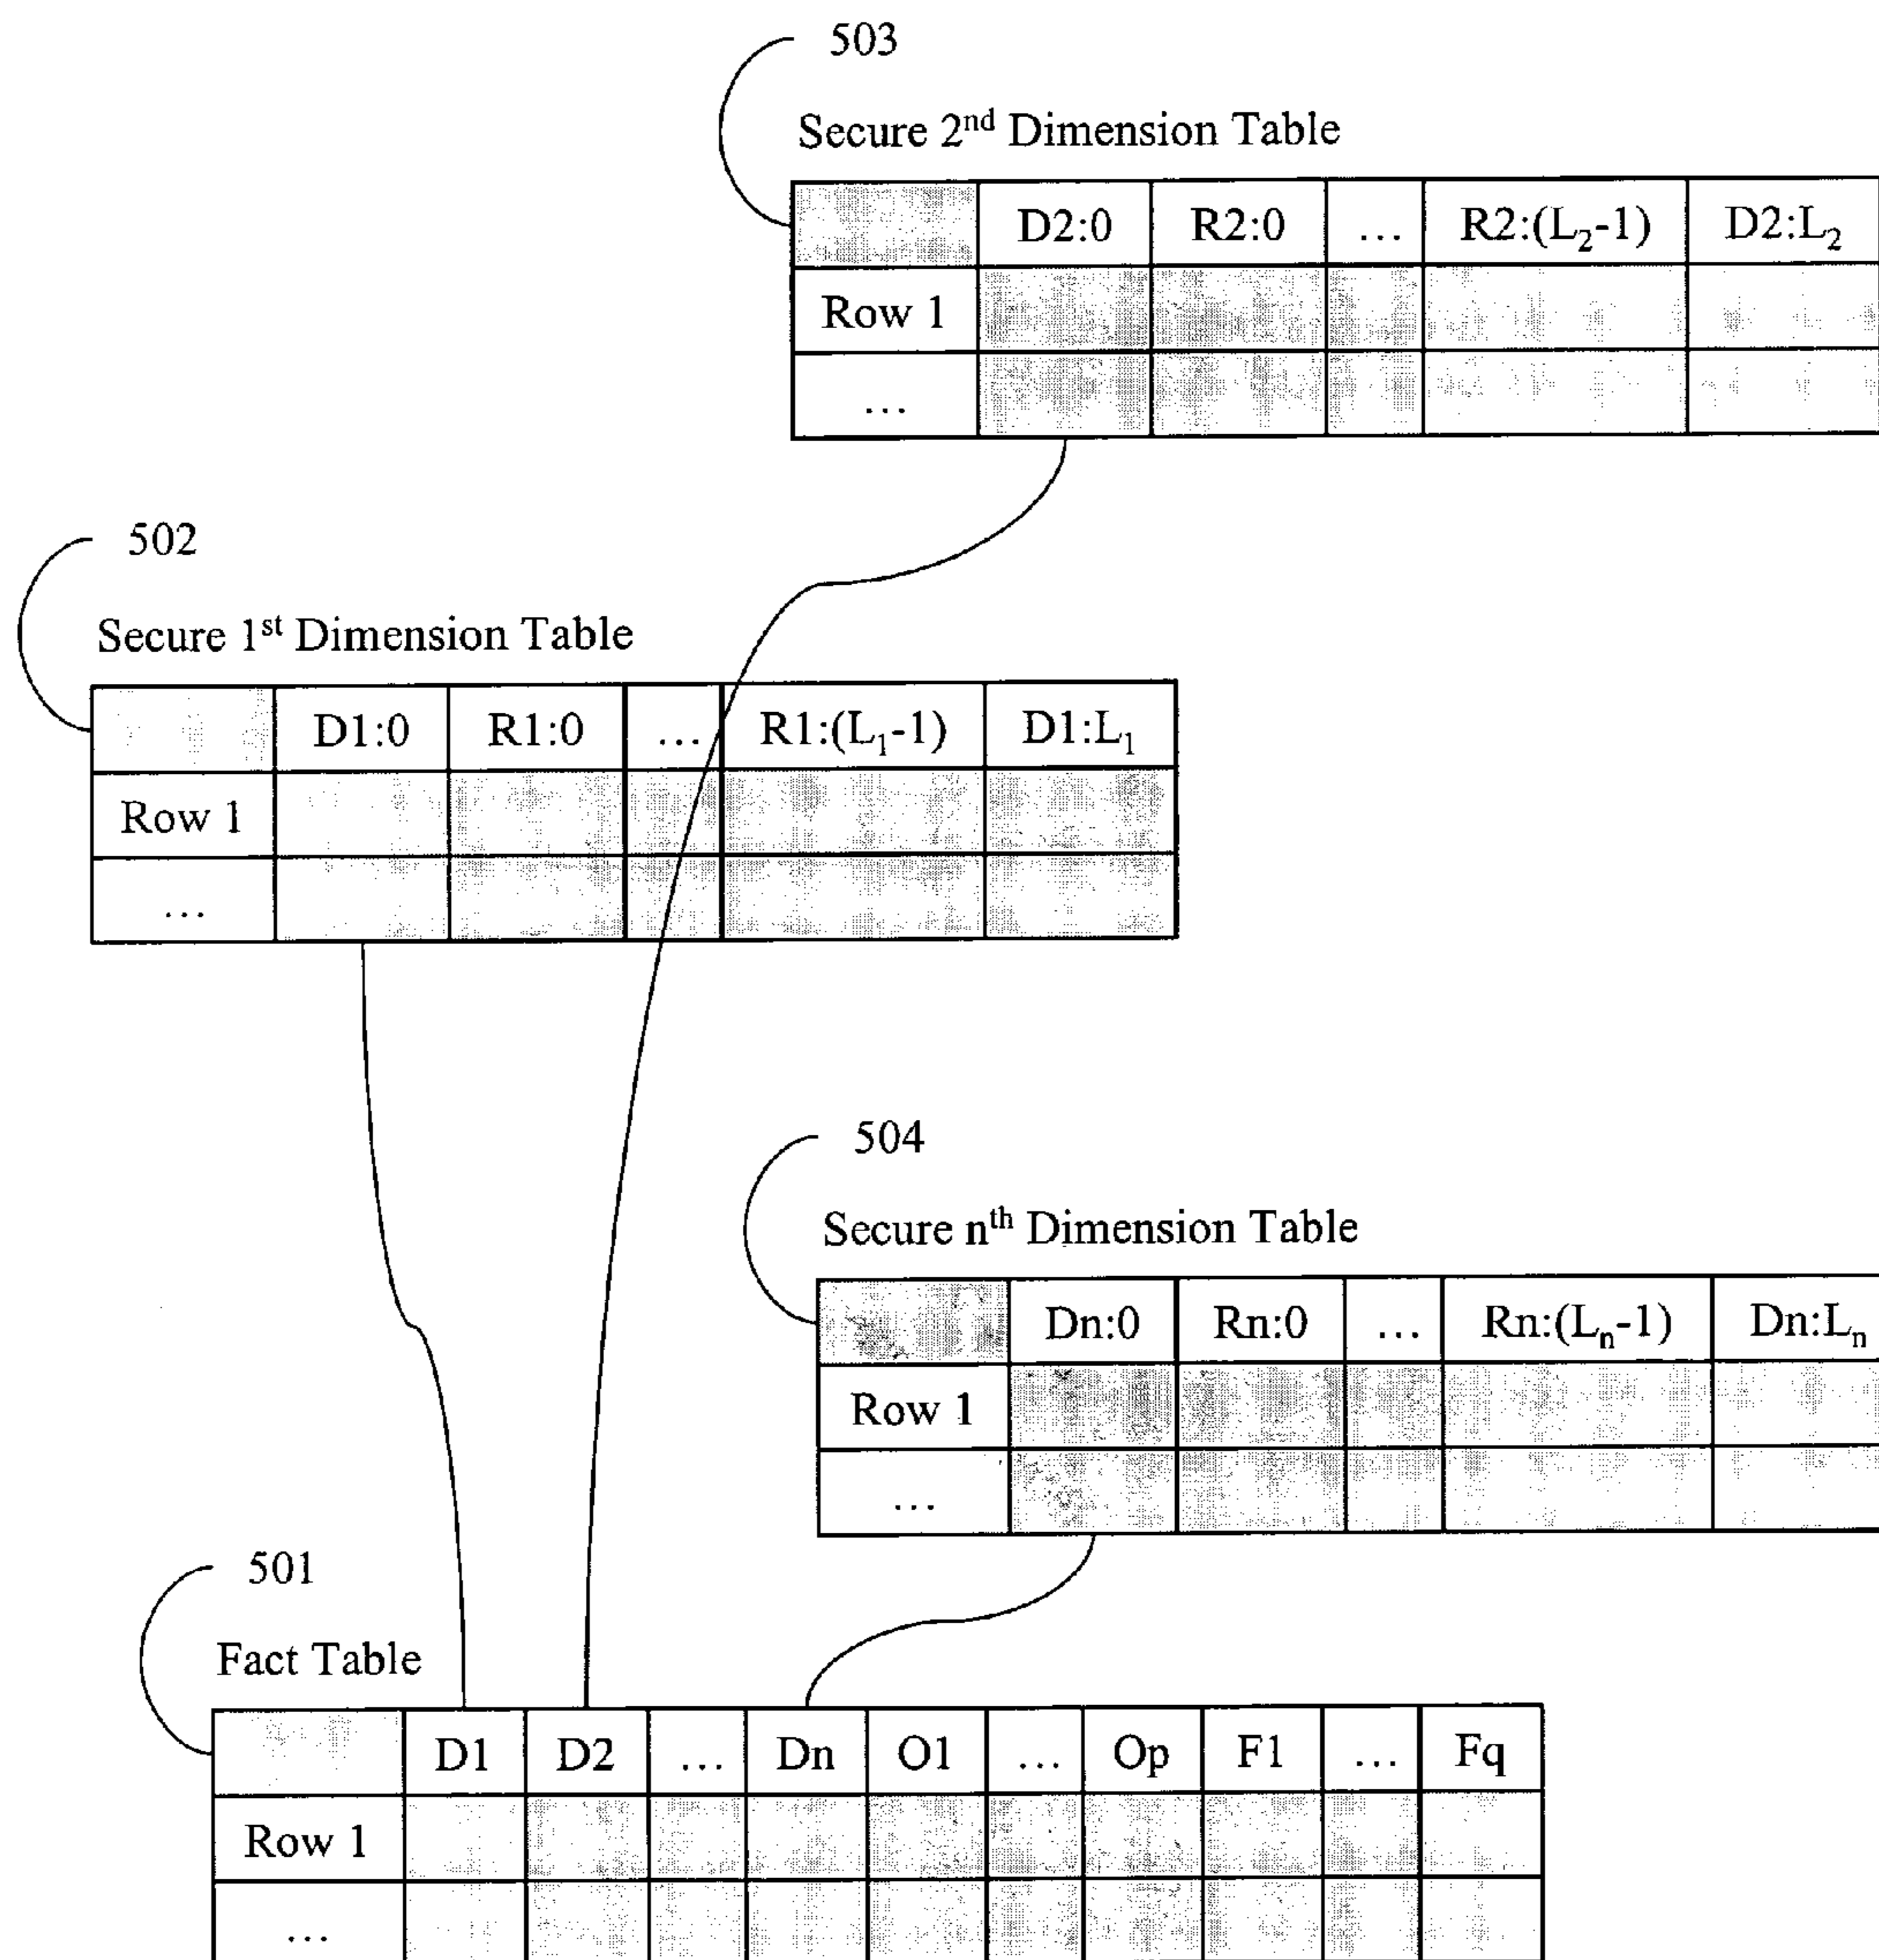 503
Secure 2nd Dimension Table
D2:0 R2:0 ... R2:(L2-1) D2:L2
Row 1
...
502
Secure 1st Dimension Table
D1:0 R1:0 ... R1:(L1-1) D1:L1
Row 1
...
504
Secure nth Dimension Table
Dn:0 Rn:0 ... Rn:(Ln-1) Dn:Ln
Row 1
...
501
Fact Table
D1 D2 ... Dn O1 ... Op F1 ... Fq
Row 1
...